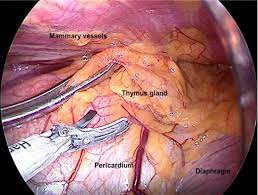 Mammary vessels
Thymus gland
Pericardium
Diaphragm